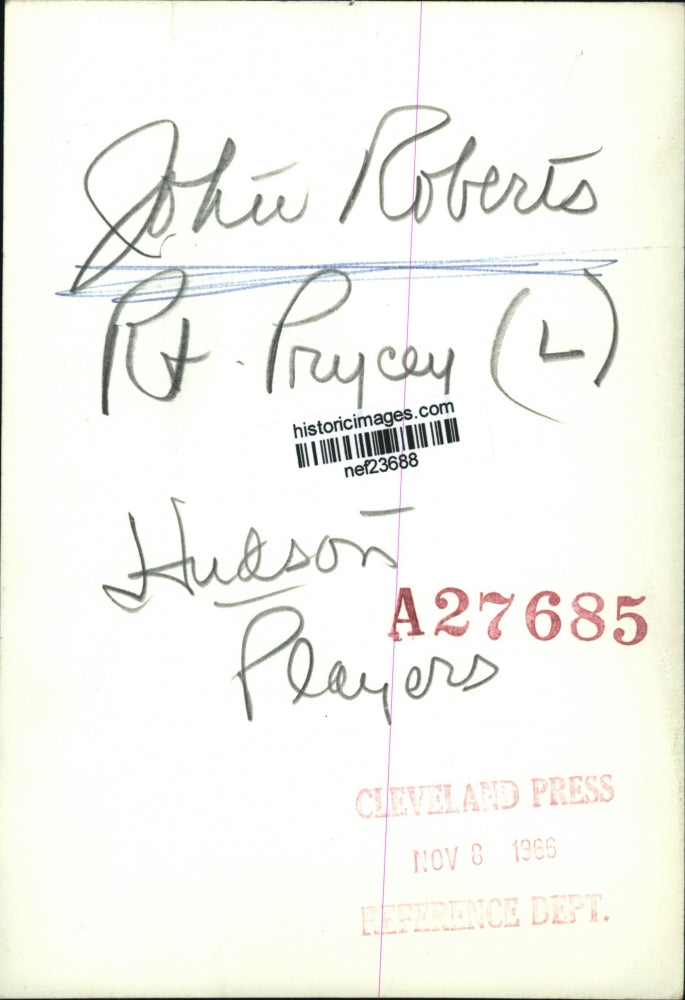 John Roberts
Rt. Prycey (L)
historicimages.com
nef23688
Hudson
Players
A27685
CLEVELAND PRESS
NOV 8 1966
REFERENCE DEPT.